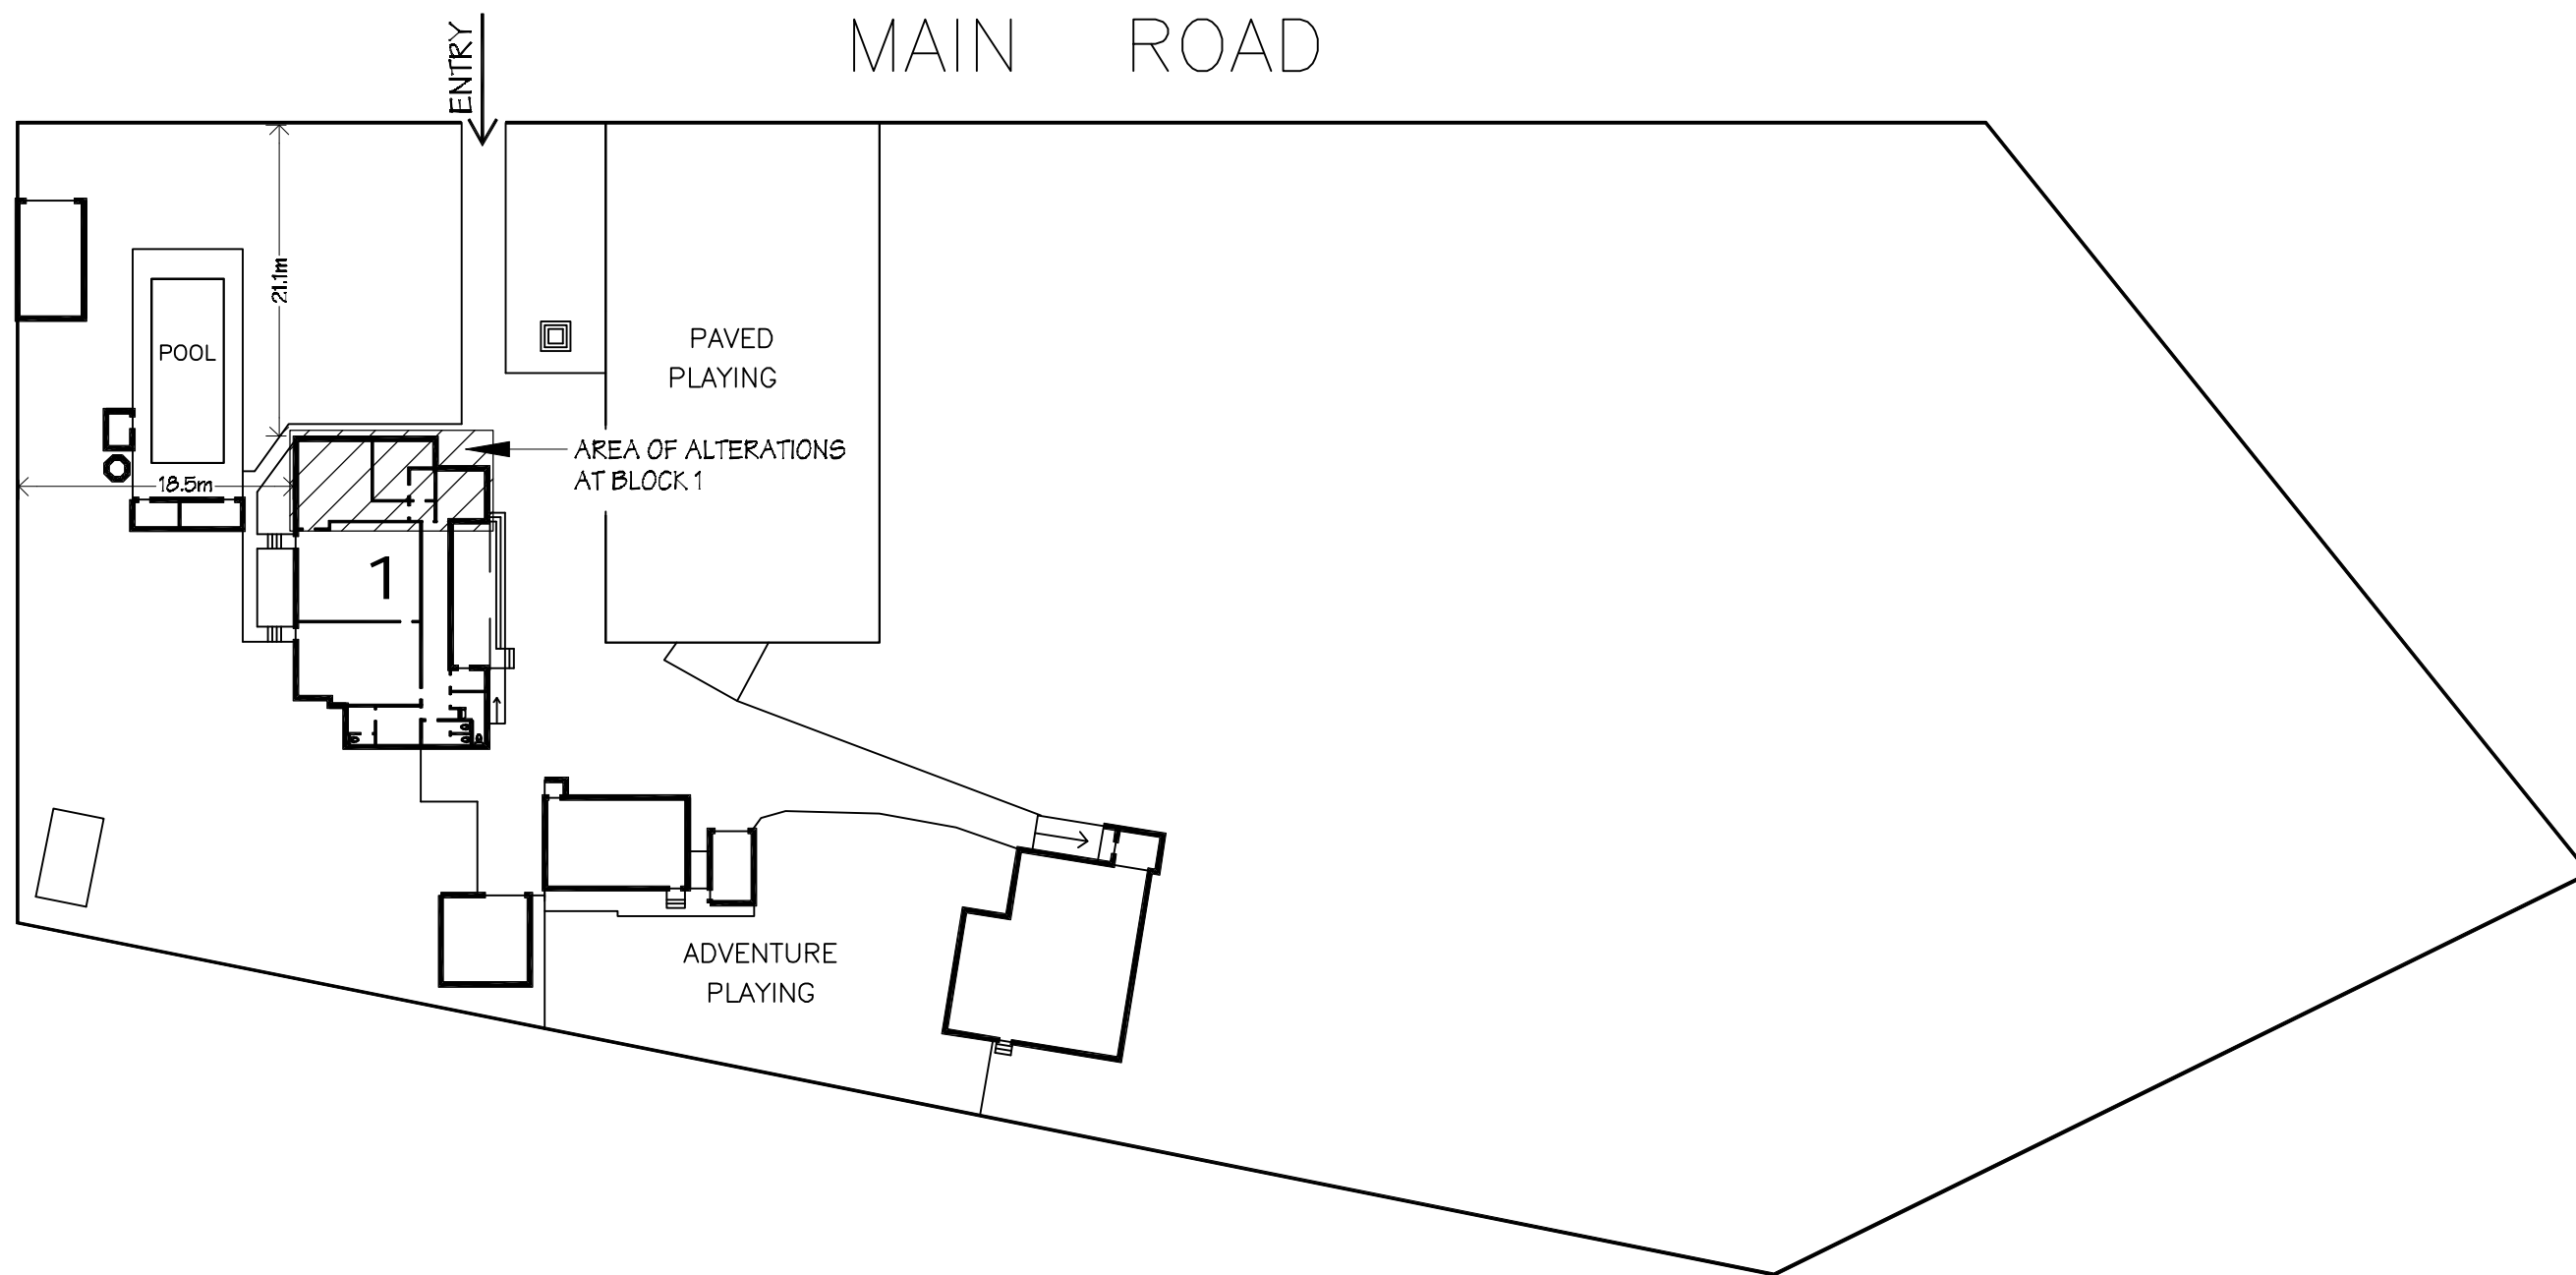 MAIN ROAD
ENTRY
21.1m
POOL
PAVED
PLAYING
AREA OF ALTERATIONS
AT BLOCK 1
18.5m
1
ADVENTURE
PLAYING